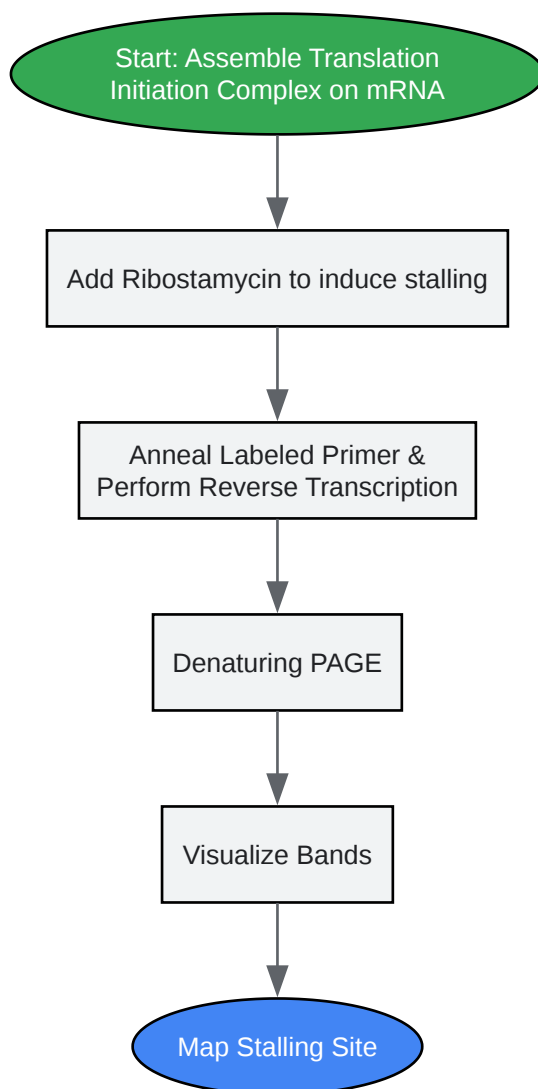 Start: Assemble Translation
Initiation Complex on mRNA
Add Ribostamycin to induce stalling
Anneal Labeled Primer &
Perform Reverse Transcription
Denaturing PAGE
Visualize Bands
Map Stalling Site